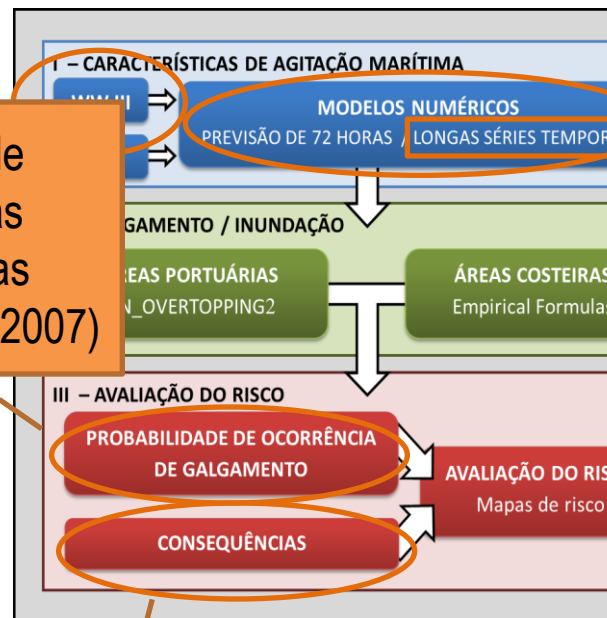 I – CARACTERÍSTICAS DE AGITAÇÃO MARÍTIMA
WW III
MODELOS NUMÉRICOS
PREVISÃO DE 72 HORAS / LONGAS SÉRIES TEMPOR
le
as
as
2007)
GAMENTO / INUNDAÇÃO
REAS PORTUÁRIAS
N_OVERTOPPING2
ÁREAS COSTEIRAS
Empirical Formulas
III – AVALIAÇÃO DO RISCO
PROBABILIDADE DE OCORRÊNCIA
DE GALGAMENTO
CONSEQUÊNCIAS
AVALIAÇÃO DO RIS
Mapas de risco